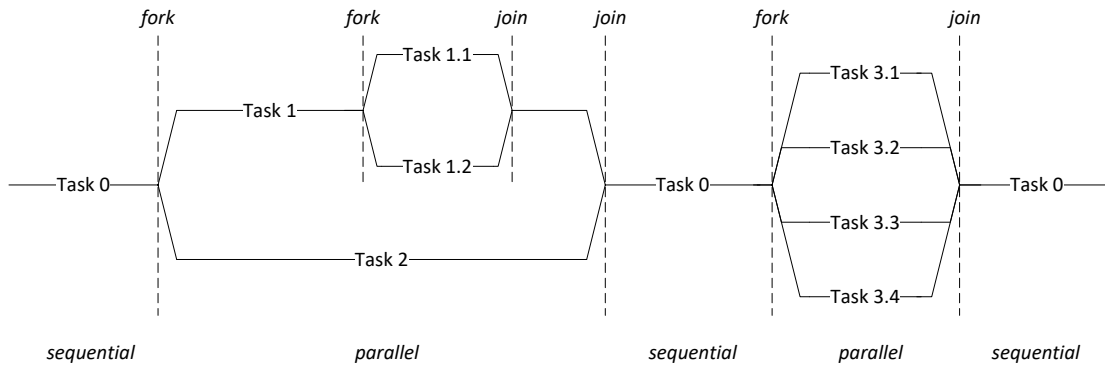 fork fork join join fork join
Task 1.1
Task 3.1
Task 1
Task 3.2
Task 1.2
Task 0 Task 0 Task 0
Task 3.3
Task 2
Task 3.4
sequential parallel sequential parallel sequential